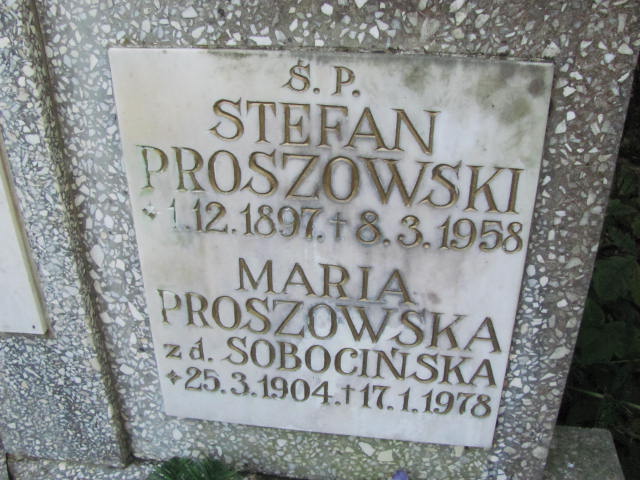 Ś. P.
STEFAN
PROSZOWSKI
* 1.12.1897. † 8.3.1958
MARIA
PROSZOWSKA
z d. SOBOCIŃSKA
* 25.3.1904. † 17.1.1978